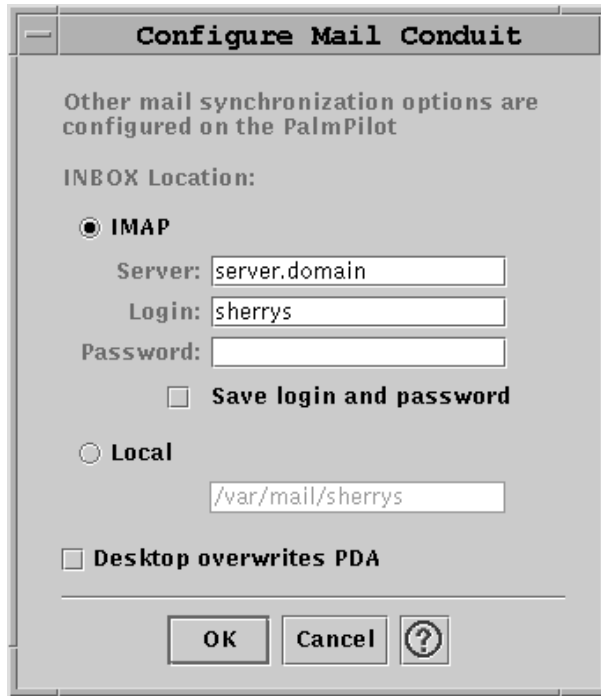 Configure Mail Conduit
Other mail synchronization options are
configured on the PalmPilot
INBOX Location:
IMAP
Server: server.domain
Login: sherrys
Password:
Save login and password
Local
/var/mail/sherrys
Desktop overwrites PDA
OK Cancel ?